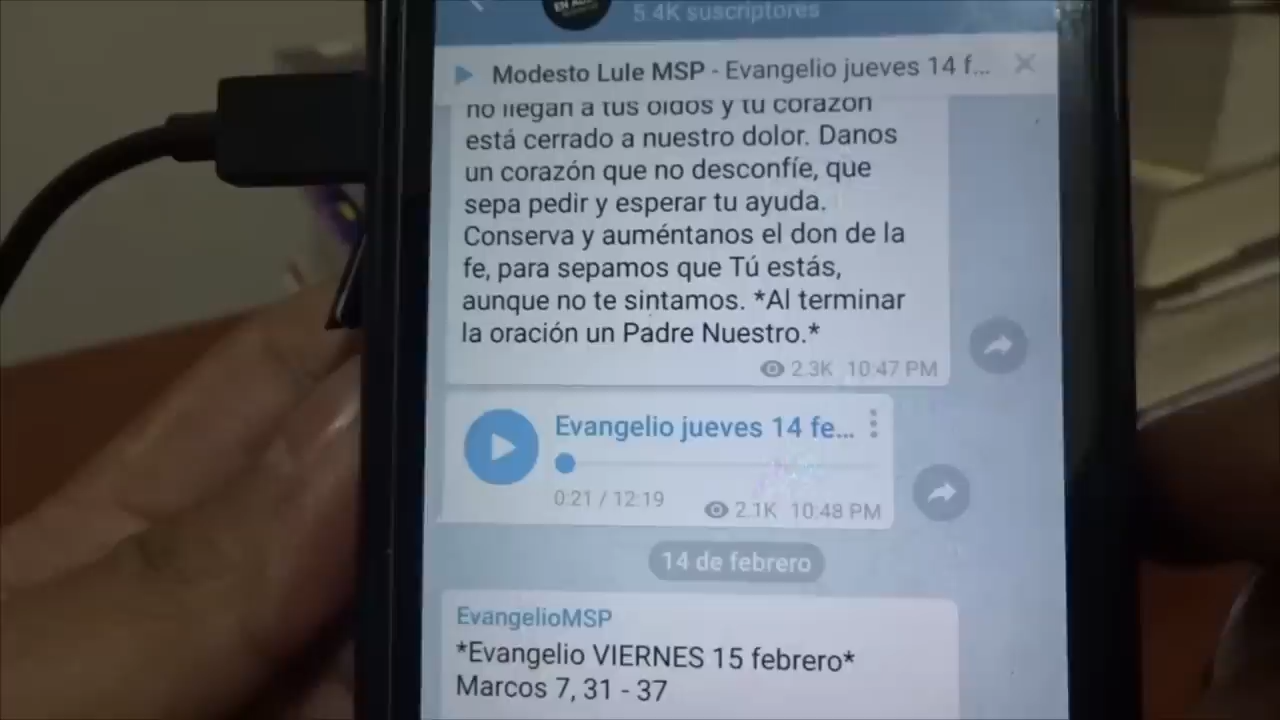 EN AU
5.4K suscriptores
Modesto Lule MSP - Evangelio jueves 14 f...
no llegan a tus oídos y tu corazón
está cerrado a nuestro dolor. Danos
un corazón que no desconfíe, que
sepa pedir y esperar tu ayuda.
Conserva y auméntanos el don de la
fe, para sepamos que Tú estás,
aunque no te sintamos. *Al terminar
la oración un Padre Nuestro.*
2.3K 10:47 PM
Evangelio jueves 14 fe...
0:21 / 12:19
2.1K 10:48 PM
14 de febrero
EvangelioMSP
*Evangelio VIERNES 15 febrero*
Marcos 7, 31 - 37